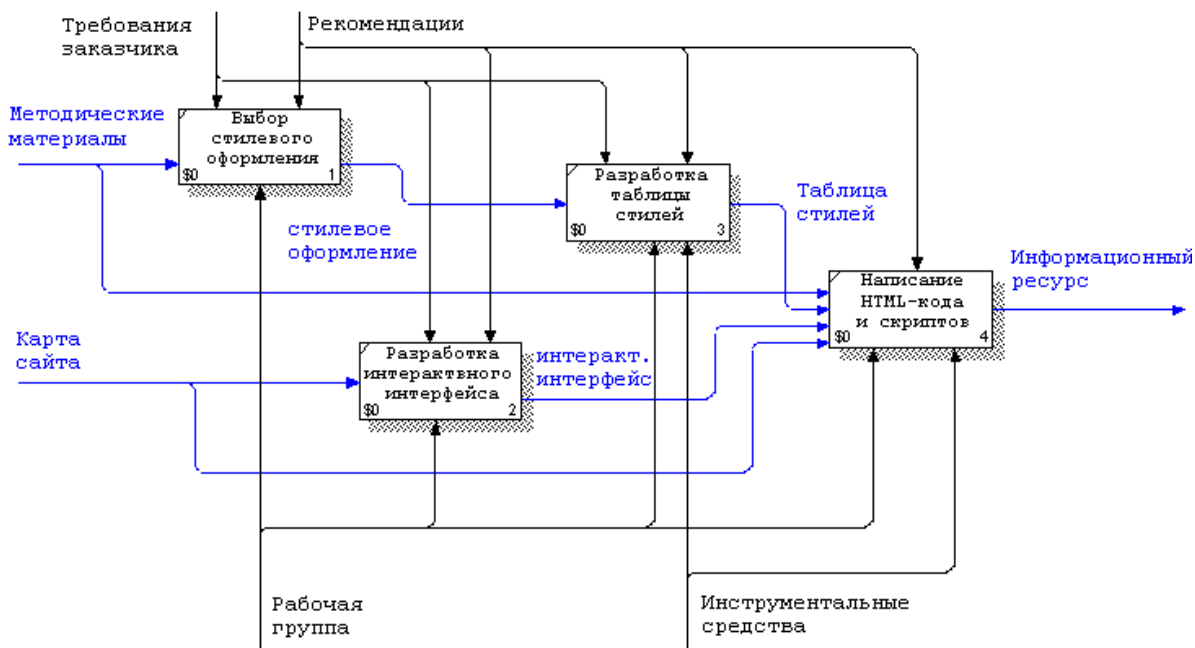 Требования
заказчика
Рекомендации
Методические
материалы
Выбор
стилевого
оформления
$0 1
Разработка
таблицы
стилей
$0 3
Таблица
стилей
стилевое
оформление
Информационный
ресурс
Написание
HTML-кода
и скриптов
$0 4
Карта
сайта
Разработка
интерактвного
интерфейса
$0 2
интеракт.
интерфейс
Рабочая
группа
Инструментальные
средства